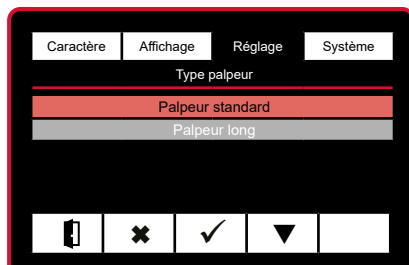 Caractère Affichage Réglage Système
Type palpeur
Palpeur standard
Palpeur long